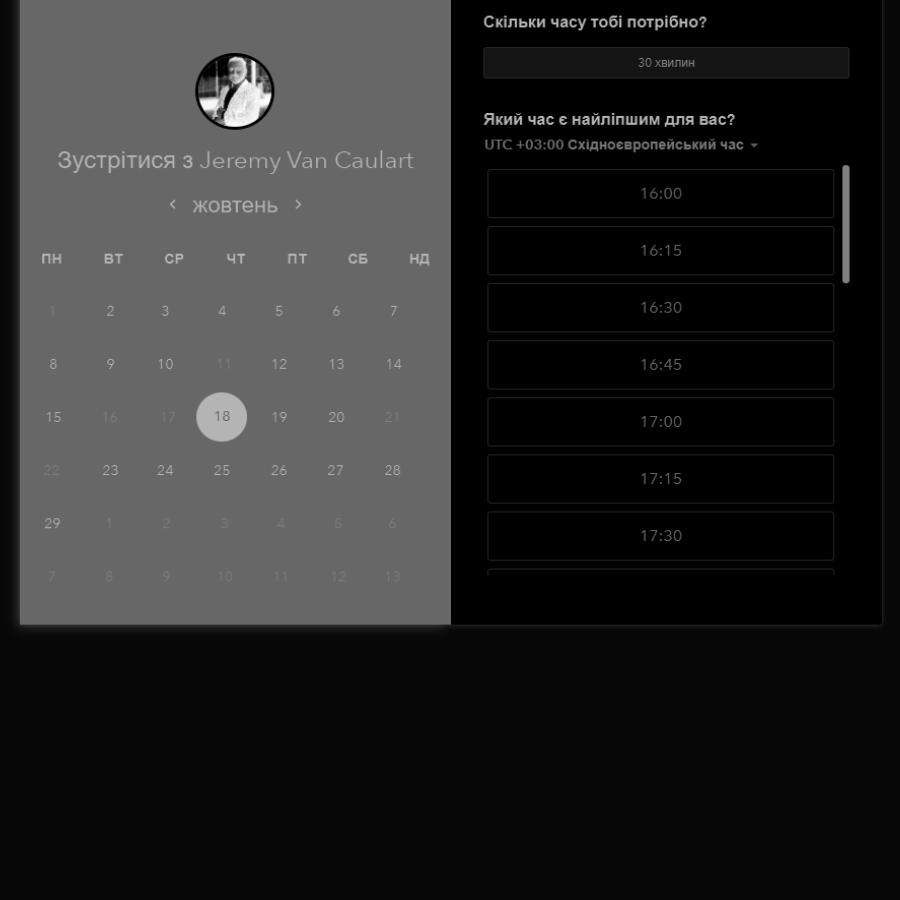 Зустрітися з Jeremy Van Caulart
жовтень
ПН ВТ СР ЧТ ПТ СБ НД
1 2 3 4 5 6 7
8 9 10 11 12 13 14
15 16 17 18 19 20 21
22 23 24 25 26 27 28
29 1 2 3 4 5 6
7 8 9 10 11 12 13
Скільки часу тобі потрібно?
30 хвилин
Який час є найліпшим для вас?
UTC +03:00 Східноєвропейський час
16:00
16:15
16:30
16:45
17:00
17:15
17:30